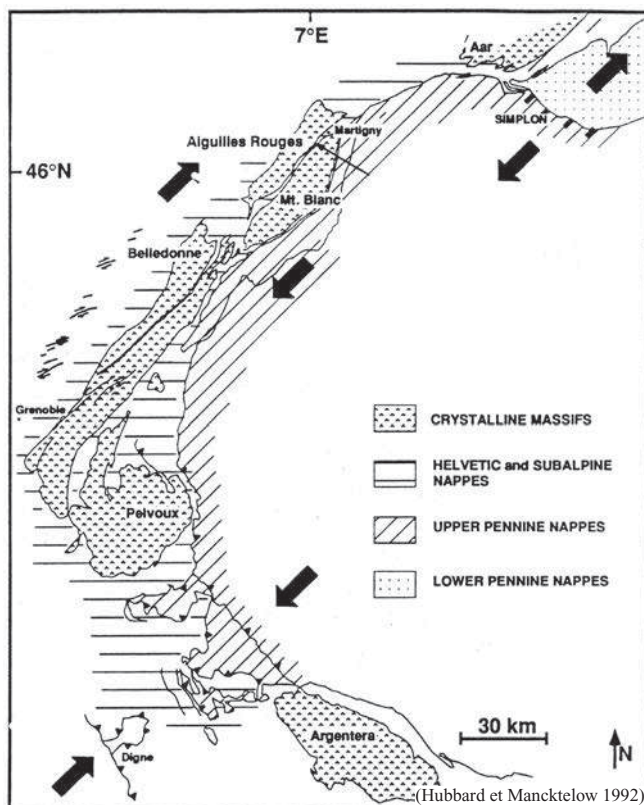 7°E
Aar
SIMPLON
Martigny
Aiguilles Rouges
46°N
Mt. Blanc
Belledonne
Grenoble
CRYSTALLINE MASSIFS
HELVETIC and SUBALPINE
NAPPES
Pelvoux
UPPER PENNINE NAPPES
LOWER PENNINE NAPPES
30 km
Argentera
Digne
N
(Hubbard et Mancktelow 1992)